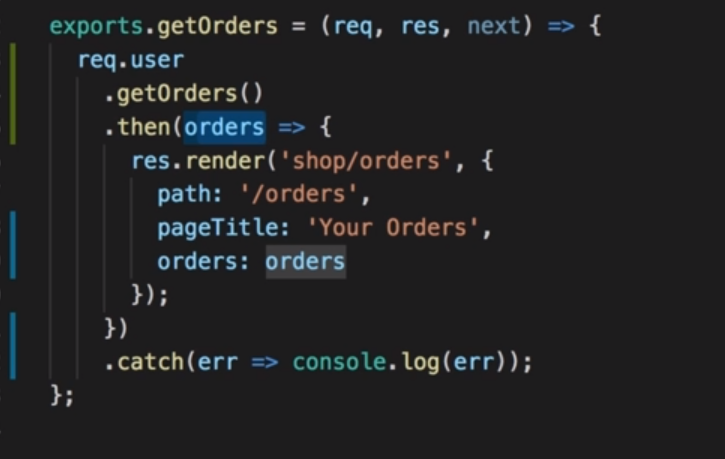 exports.getOrders = (req, res, next) => {
  req.user
    .getOrders()
    .then(orders => {
      res.render('shop/orders', {
        path: '/orders',
        pageTitle: 'Your Orders',
        orders: orders
      });
    })
    .catch(err => console.log(err));
};